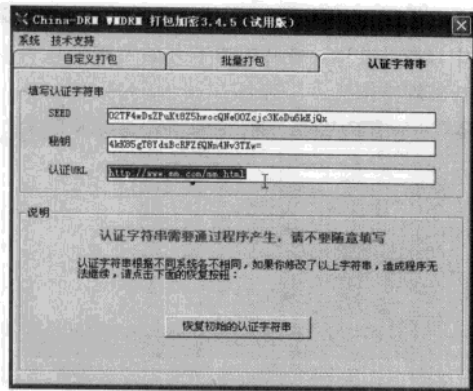 China-DRM WMDRM 打包加密3.4.5（试用版）
系统 技术支持
自定义打包 批量打包 认证字符串
填写认证字符串
SEED
秘钥
认证URL http://www.mm.com/mm.html
说明
认证字符串需要通过程序产生，请不要随意填写
认证字符串根据不同系统各不相同，如果你修改了以上字符串，造成程序无
法继续，请点击下面的恢复按钮：
恢复初始的认证字符串